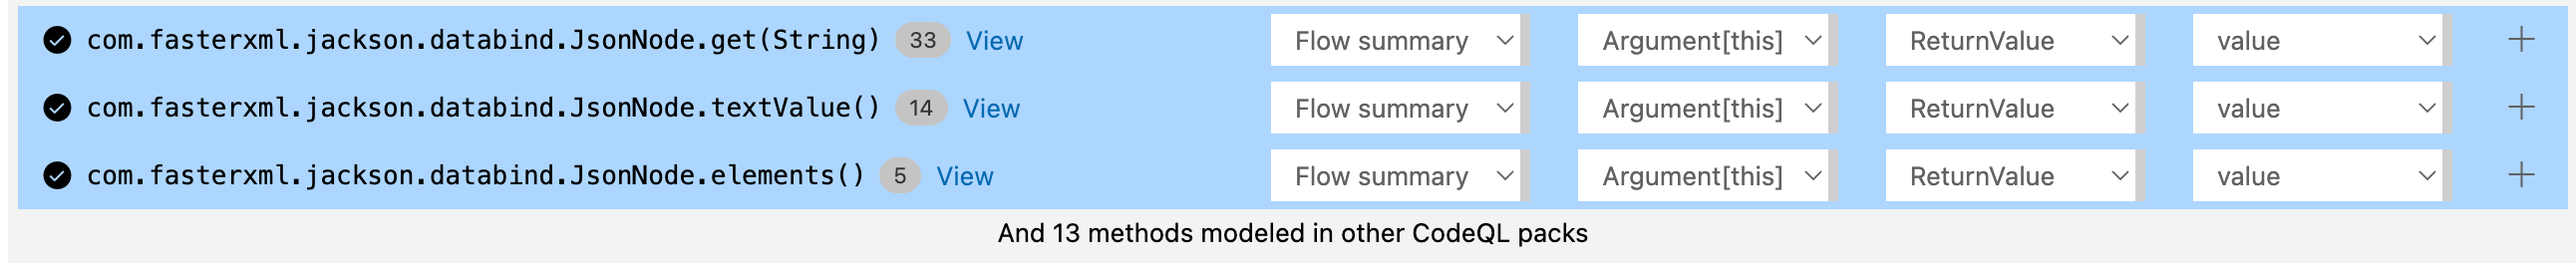 com.fasterxml.jackson.databind.JsonNode.get(String) 33 View Flow summary Argument[this] ReturnValue value
com.fasterxml.jackson.databind.JsonNode.textValue() 14 View Flow summary Argument[this] ReturnValue value
com.fasterxml.jackson.databind.JsonNode.elements() 5 View Flow summary Argument[this] ReturnValue value
And 13 methods modeled in other CodeQL packs